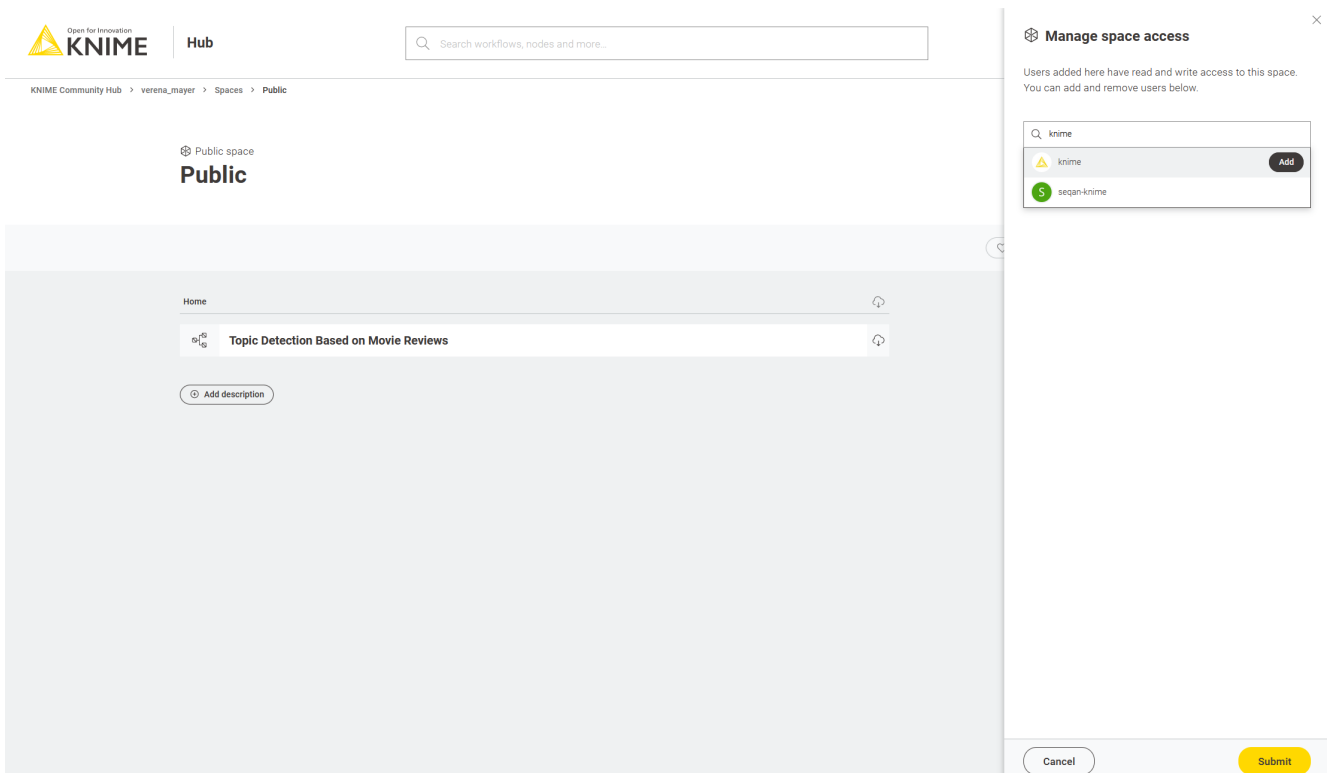 Open for Innovation
KNIME
Hub
Search workflows, nodes and more...
KNIME Community Hub > verena_mayer > Spaces > Public
Public space
Public
Home
Topic Detection Based on Movie Reviews
Add description
Manage space access
Users added here have read and write access to this space.
You can add and remove users below.
knime
knime Add
S seqan-knime
Cancel Submit